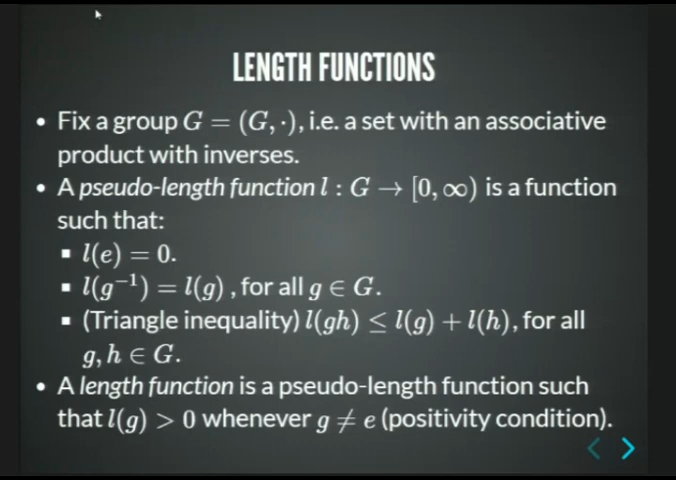 LENGTH FUNCTIONS
• Fix a group G = (G, ·), i.e. a set with an associative
product with inverses.
• A pseudo-length function l : G → [0, ∞) is a function
such that:
▪ l(e) = 0.
▪ l(g⁻¹) = l(g) , for all g ∈ G.
▪ (Triangle inequality) l(gh) ≤ l(g) + l(h), for all
g, h ∈ G.
• A length function is a pseudo-length function such
that l(g) > 0 whenever g ≠ e (positivity condition).